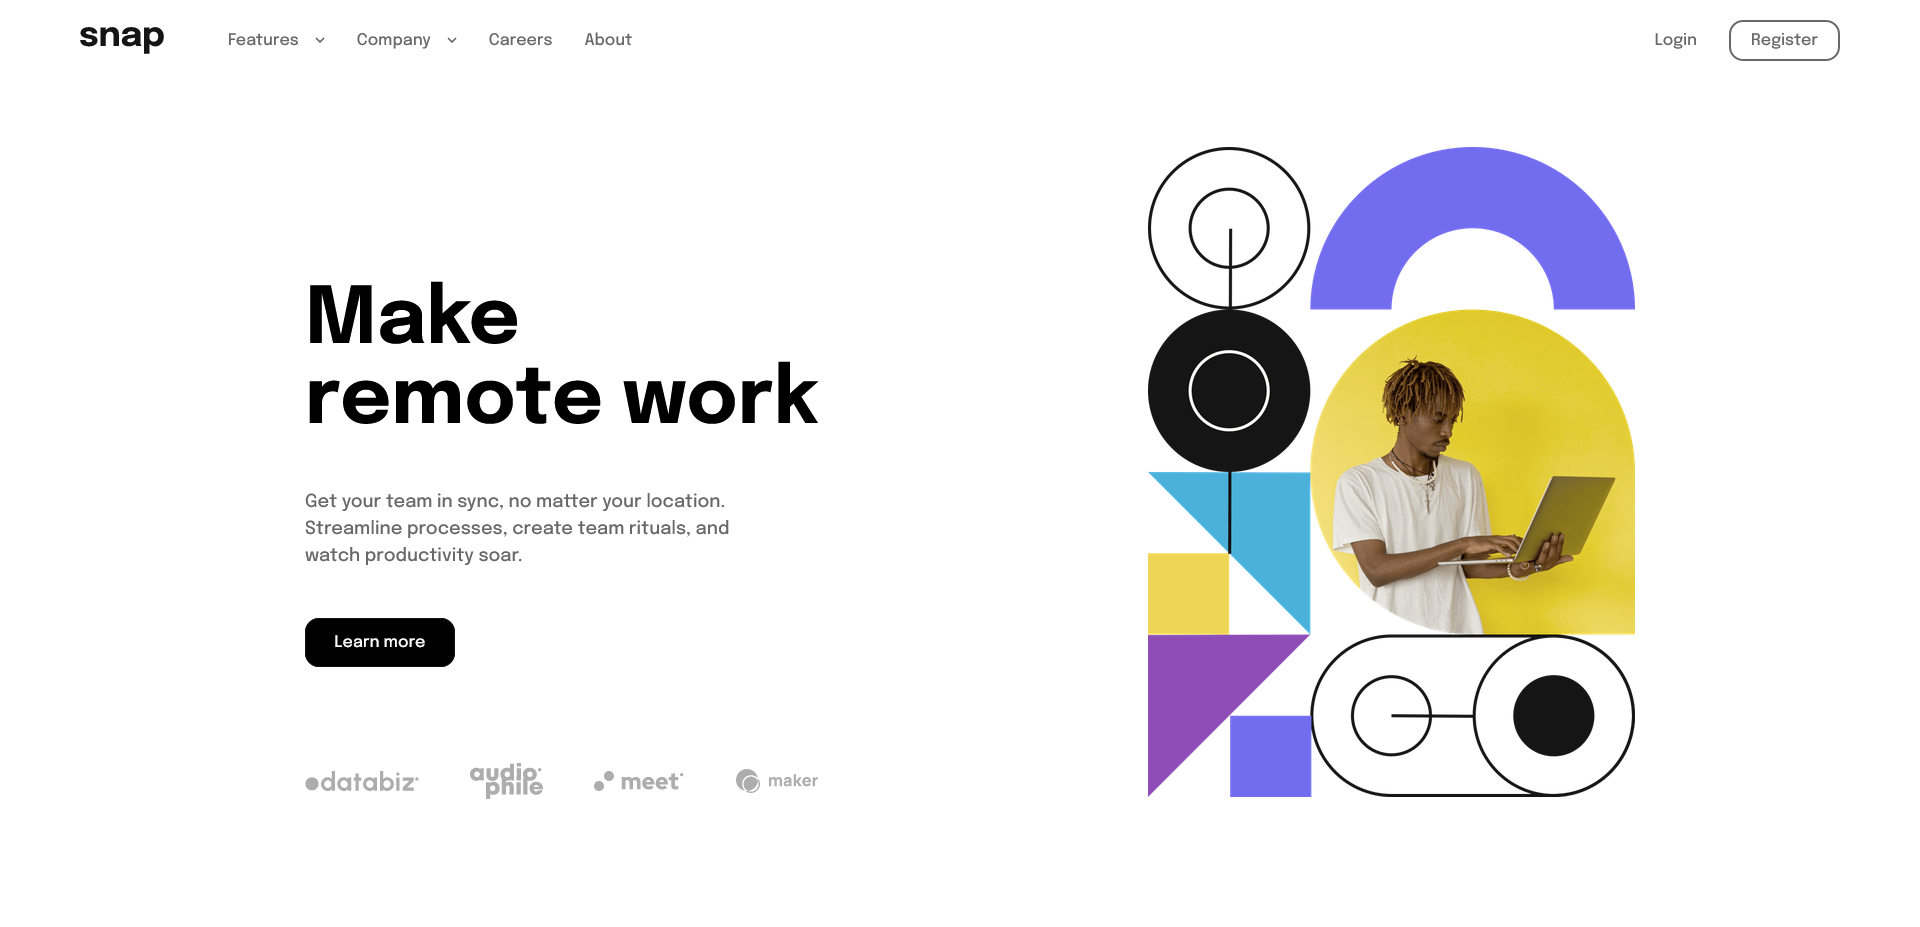 snap
Features
Company
Careers
About
Login
Register
Make
remote work
Get your team in sync, no matter your location.
Streamline processes, create team rituals, and
watch productivity soar.
Learn more
databiz
audiophile
meet
maker